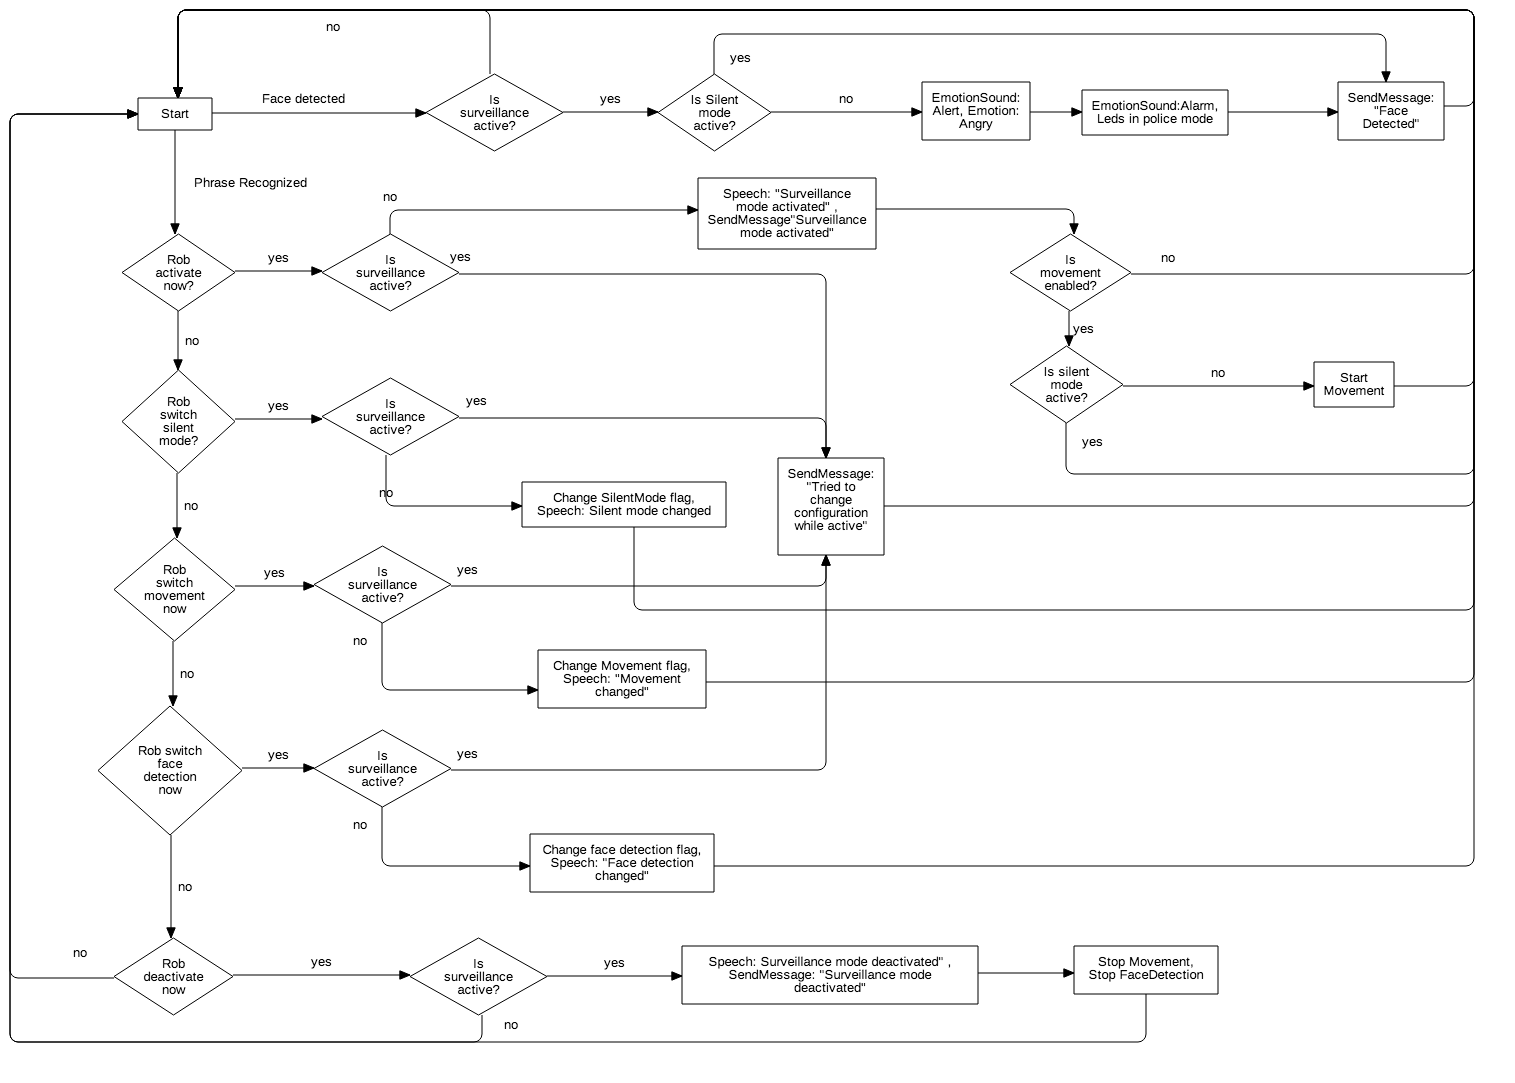 no
yes
Start
Face detected
Is
surveillance
active?
yes
Is Silent
mode
active?
no
EmotionSound:
Alert, Emotion:
Angry
EmotionSound:Alarm,
Leds in police mode
SendMessage:
"Face
Detected"
Phrase Recognized
no
Speech: "Surveillance
mode activated" ,
SendMessage"Surveillance
mode activated"
Rob
activate
now?
yes
Is
surveillance
active?
yes
Is
movement
enabled?
no
no
yes
Is silent
mode
active?
no
Start
Movement
yes
Rob
switch
silent
mode?
yes
Is
surveillance
active?
yes
no
no
Change SilentMode flag,
Speech: Silent mode changed
SendMessage:
"Tried to
change
configuration
while active"
Rob
switch
movement
now
yes
Is
surveillance
active?
yes
no
no
Change Movement flag,
Speech: "Movement
changed"
Rob switch
face
detection
now
yes
Is
surveillance
active?
yes
no
no
Change face detection flag,
Speech: "Face detection
changed"
no
Rob
deactivate
now
yes
Is
surveillance
active?
yes
Speech: Surveillance mode deactivated" ,
SendMessage: "Surveillance mode
deactivated"
Stop Movement,
Stop FaceDetection
no